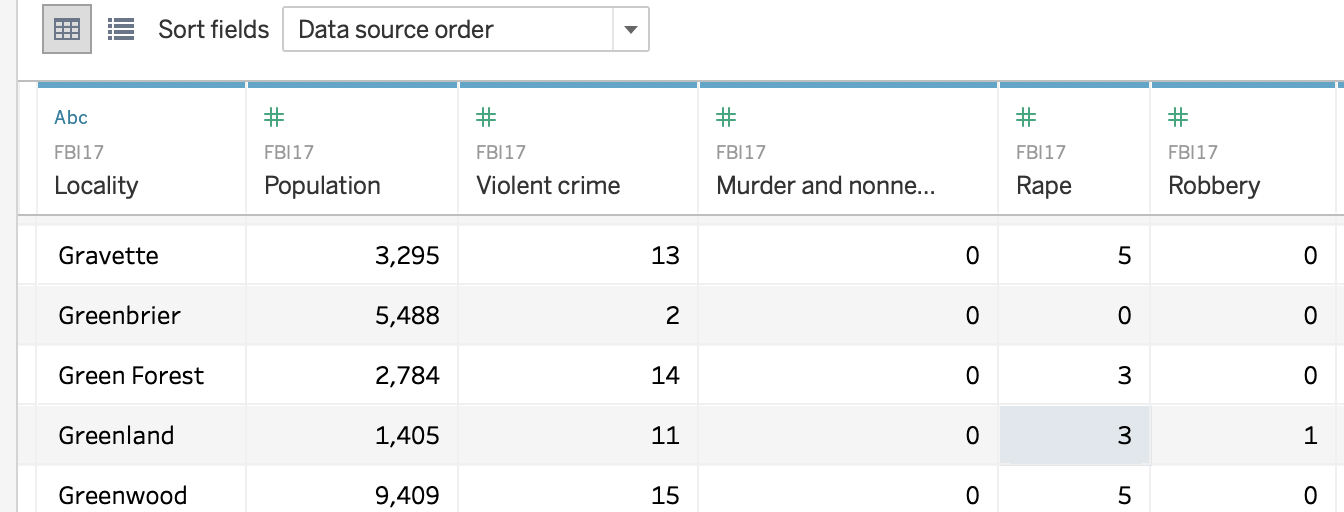 Sort fields Data source order
Abc # # # # #
FBI17 FBI17 FBI17 FBI17 FBI17 FBI17
Locality Population Violent crime Murder and nonne... Rape Robbery
Gravette 3,295 13 0 5 0
Greenbrier 5,488 2 0 0 0
Green Forest 2,784 14 0 3 0
Greenland 1,405 11 0 3 1
Greenwood 9,409 15 0 5 0